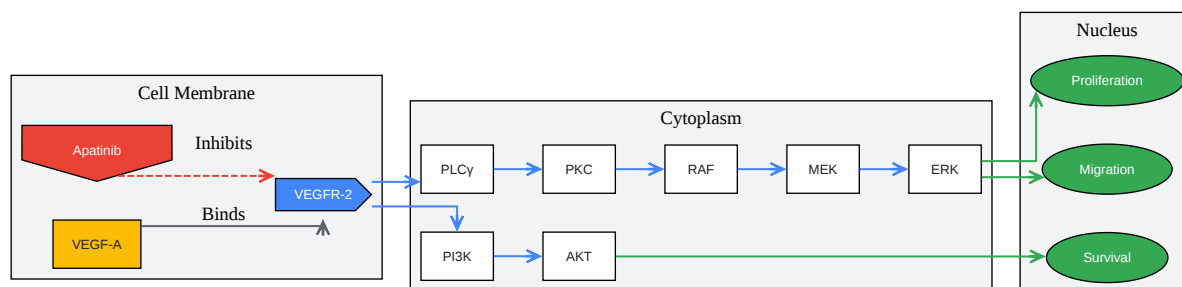 Nucleus
Proliferation
Cell Membrane
Cytoplasm
Apatinib
Inhibits
PLCγ
PKC
RAF
MEK
ERK
Migration
VEGFR-2
Binds
VEGF-A
PI3K
AKT
Survival